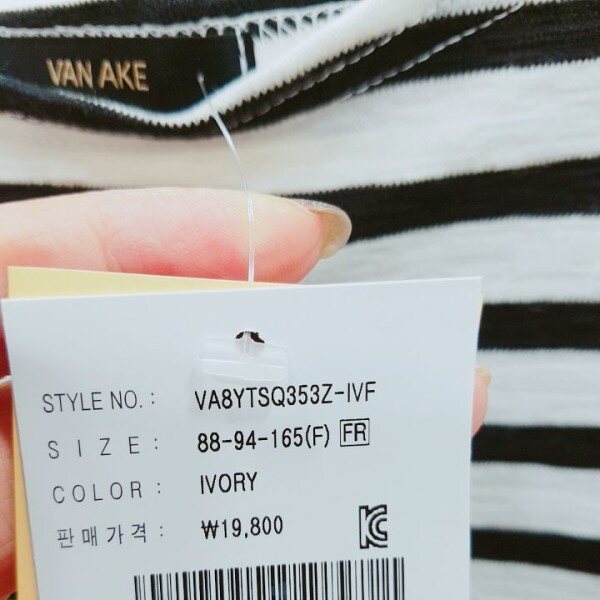 VAN AKE
STYLE NO. : VA8YTSQ353Z-IVF
SIZE : 88-94-165(F) FR
COLOR : IVORY
판매가격 : ₩19,800